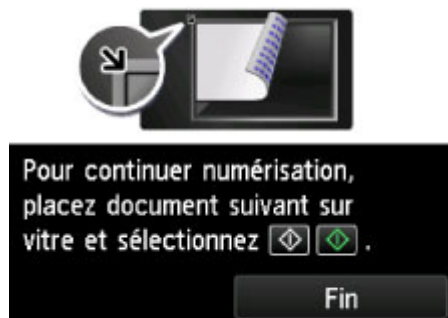 Pour continuer numérisation,
placez document suivant sur
vitre et sélectionnez .
Fin